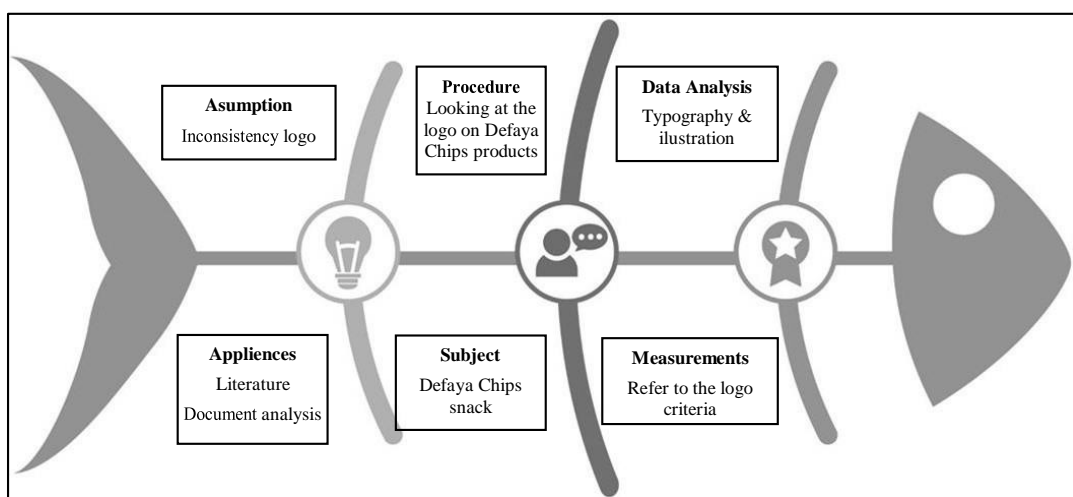 Asumption
Inconsistency logo
Procedure
Looking at the
logo on Defaya
Chips products
Data Analysis
Typography &
ilustration
Appliences
Literature
Document analysis
Subject
Defaya Chips
snack
Measurements
Refer to the logo
criteria